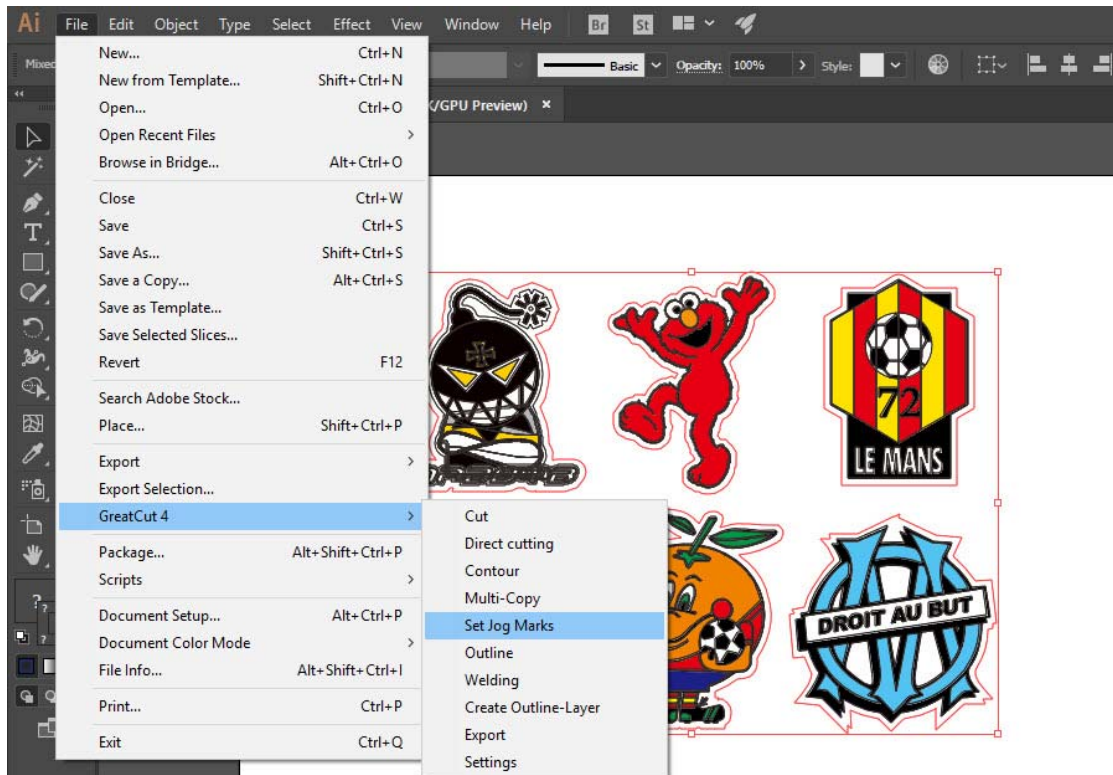 Ai File Edit Object Type Select Effect View Window Help Br St
Mixed Basic Opacity: 100% Style:
/GPU Preview) ×
New... Ctrl+N
New from Template... Shift+Ctrl+N
Open... Ctrl+O
Open Recent Files
Browse in Bridge... Alt+Ctrl+O
Close Ctrl+W
Save Ctrl+S
Save As... Shift+Ctrl+S
Save a Copy... Alt+Ctrl+S
Save as Template...
Save Selected Slices...
Revert F12
Search Adobe Stock...
Place... Shift+Ctrl+P
Export
Export Selection...
GreatCut 4
Package... Alt+Shift+Ctrl+P
Scripts
Document Setup... Alt+Ctrl+P
Document Color Mode
File Info... Alt+Shift+Ctrl+I
Print... Ctrl+P
Exit Ctrl+Q
Cut
Direct cutting
Contour
Multi-Copy
Set Jog Marks
Outline
Welding
Create Outline-Layer
Export
Settings
72
LE MANS
DROIT AU BUT